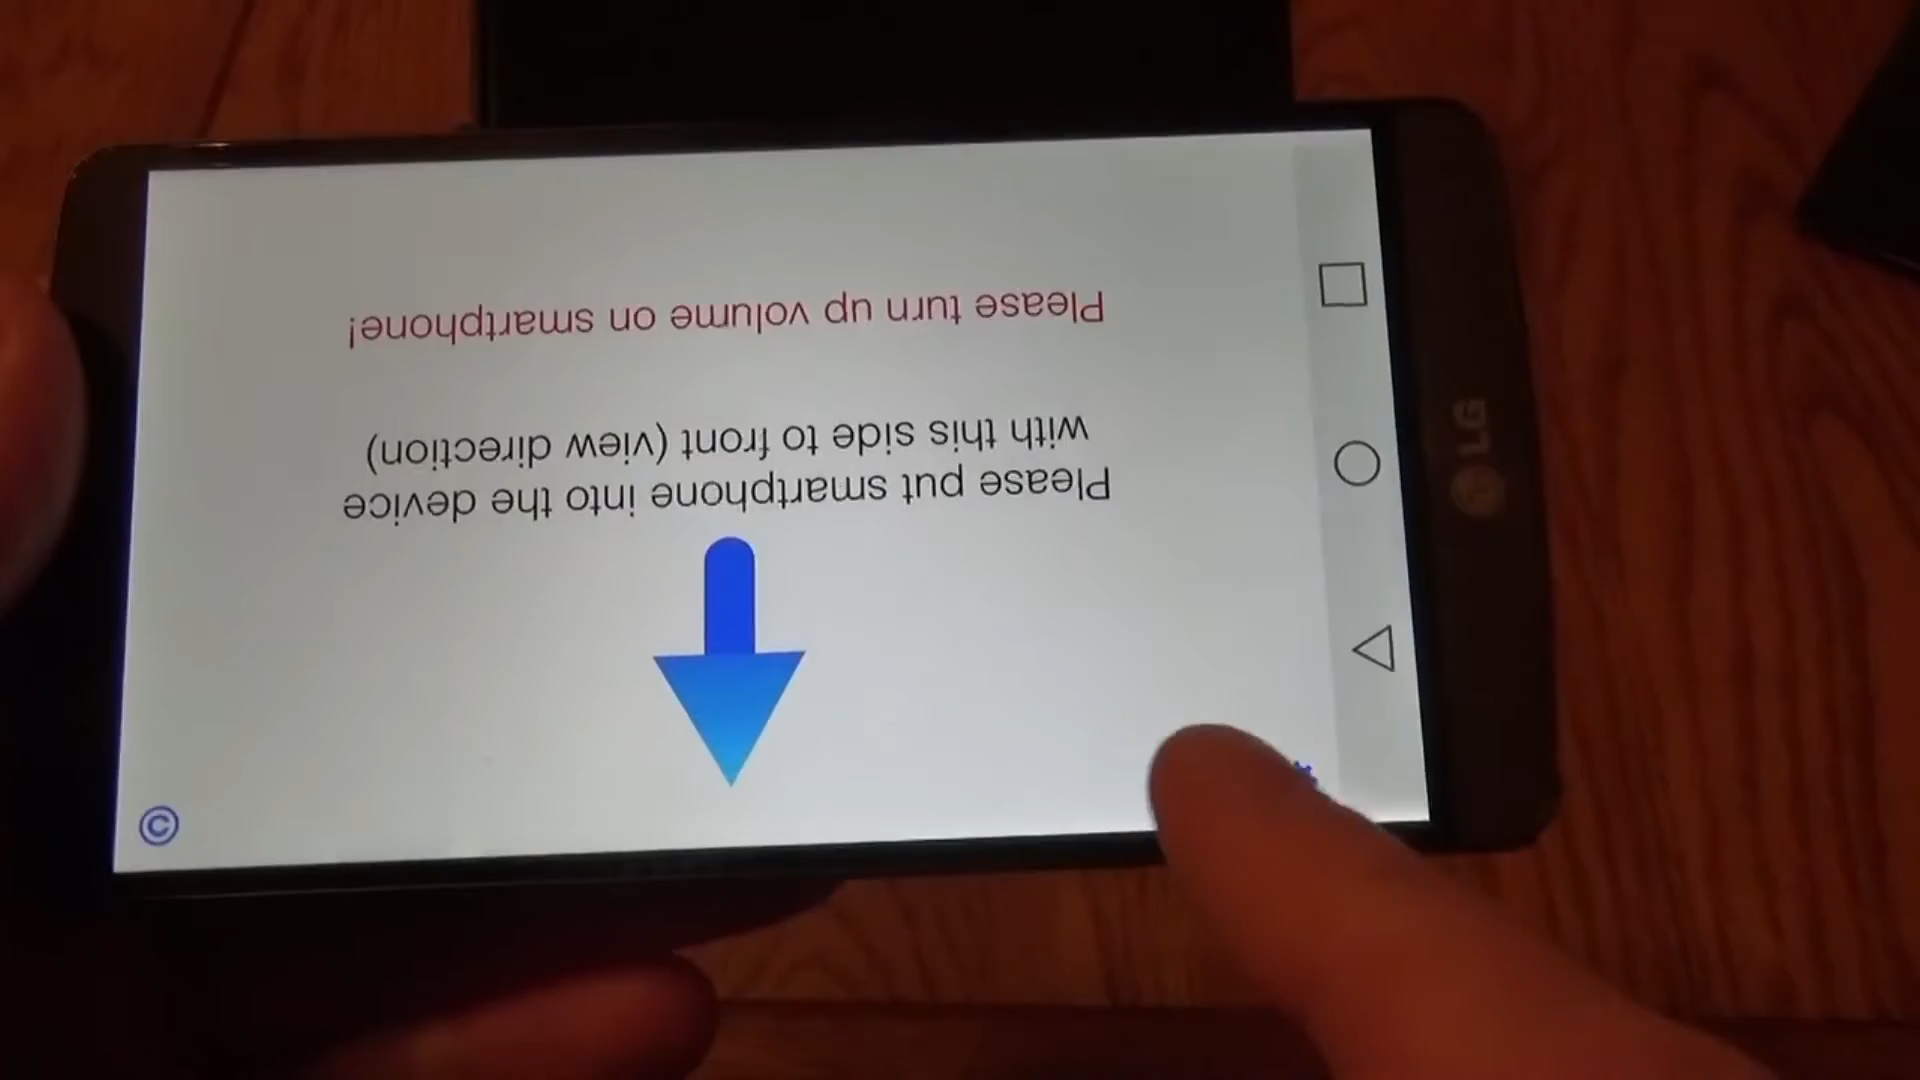 ©
Please put smartphone into the device
with this side to front (view direction)
Please turn up volume on smartphone!
LG